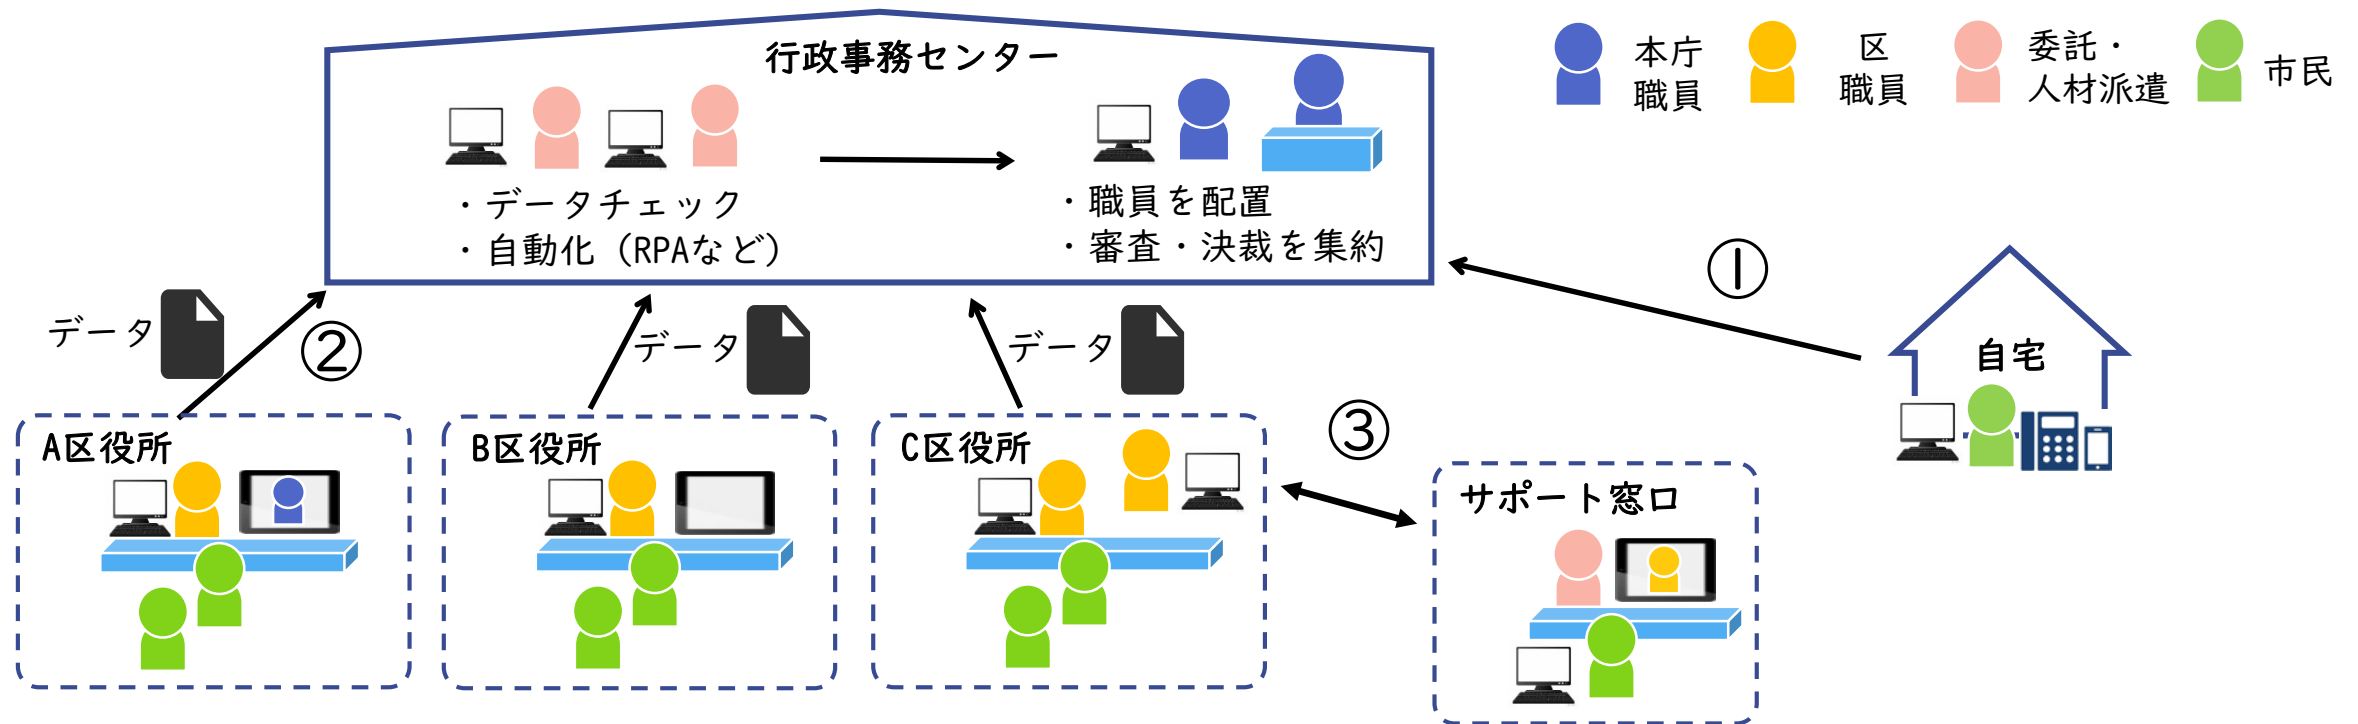 行政事務センター
本庁
職員
区
職員
委託・
人材派遣
市民
・データチェック
・自動化（RPAなど）
・職員を配置
・審査・決裁を集約
①
データ
②
データ
データ
自宅
③
A区役所
B区役所
C区役所
サポート窓口